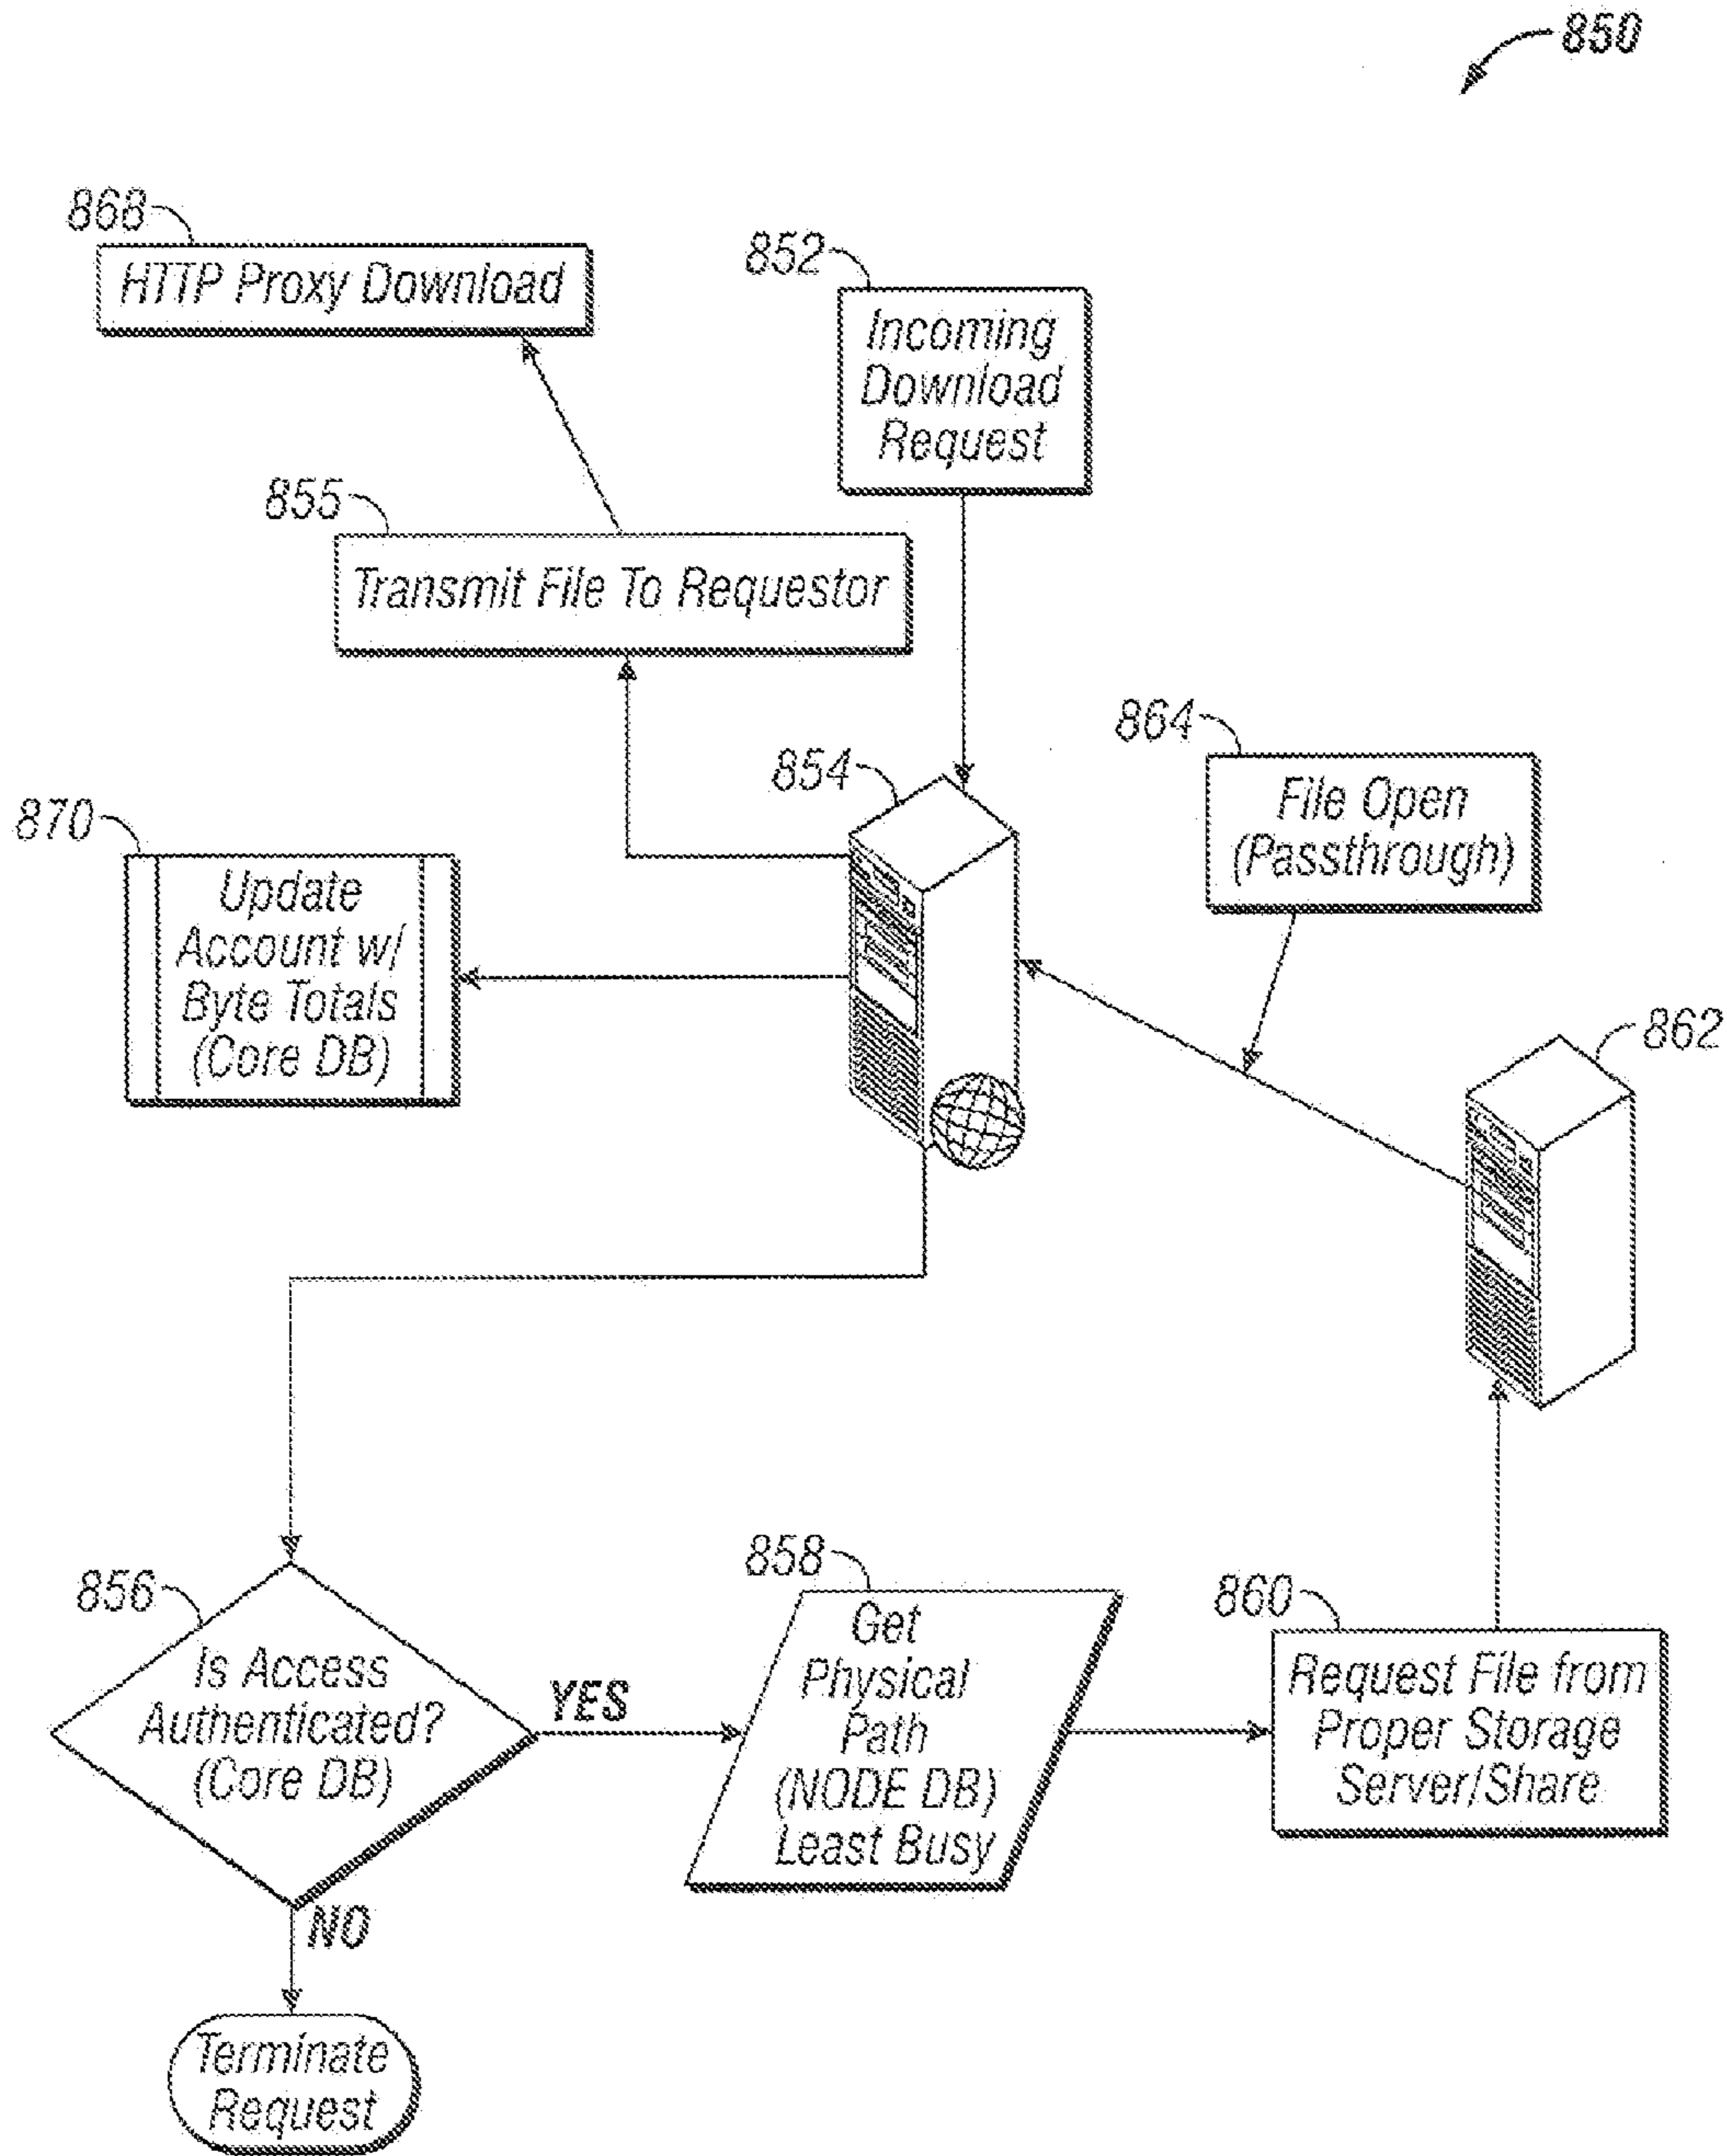 850
868
HTTP Proxy Download
852
Incoming
Download
Request
855
Transmit File To Requestor
864
File Open
(Passthrough)
854
870
Update
Account w/
Byte Totals
(Core DB)
862
856
Is Access
Authenticated?
(Core DB)
YES
NO
858
Get
Physical
Path
(NODE DB)
Least Busy
860
Request File from
Proper Storage
Server/Share
Terminate
Request